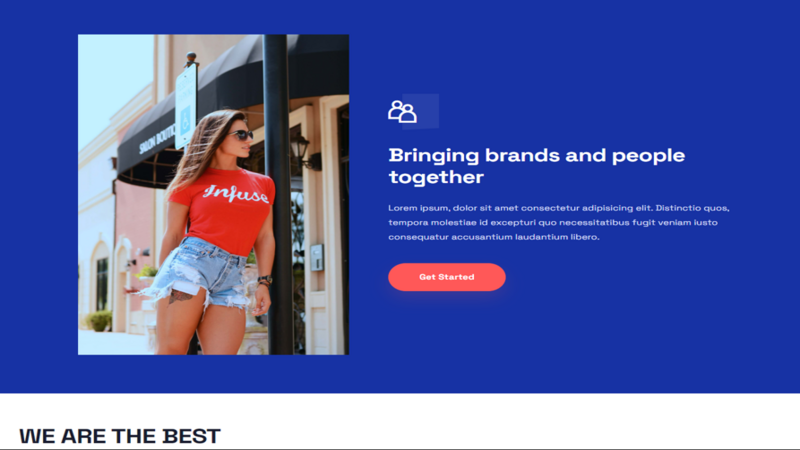 SALON BOUTI
Infuse
Bringing brands and people
together
Lorem ipsum, dolor sit amet consectetur adipisicing elit. Distinctio quos,
tempora molestiae id excepturi quo necessitatibus fugit veniam iusto
consequatur accusantium laudantium libero.
Get Started
WE ARE THE BEST